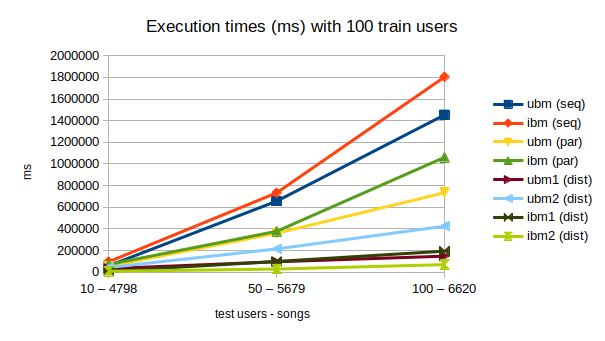 Execution times (ms) with 100 train users
2000000
1800000
1600000
1400000
1200000
1000000
800000
600000
400000
200000
0
ms
10 – 4798
50 – 5679
100 – 6620
test users - songs
ubm (seq)
ibm (seq)
ubm (par)
ibm (par)
ubm1 (dist)
ubm2 (dist)
ibm1 (dist)
ibm2 (dist)